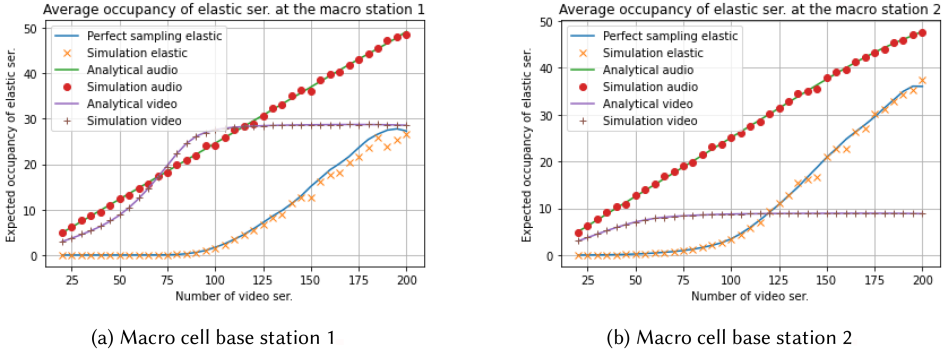 Average occupancy of elastic ser. at the macro station 1
Expected occupancy of elastic ser.
50
40
30
20
10
0
Perfect sampling elastic
Simulation elastic
Analytical audio
Simulation audio
Analytical video
Simulation video
25 50 75 100 125 150 175 200
Number of video ser.
(a) Macro cell base station 1
Average occupancy of elastic ser. at the macro station 2
Expected occupancy of elastic ser.
50
40
30
20
10
0
Perfect sampling elastic
Simulation elastic
Analytical audio
Simulation audio
Analytical video
Simulation video
25 50 75 100 125 150 175 200
Number of video ser.
(b) Macro cell base station 2